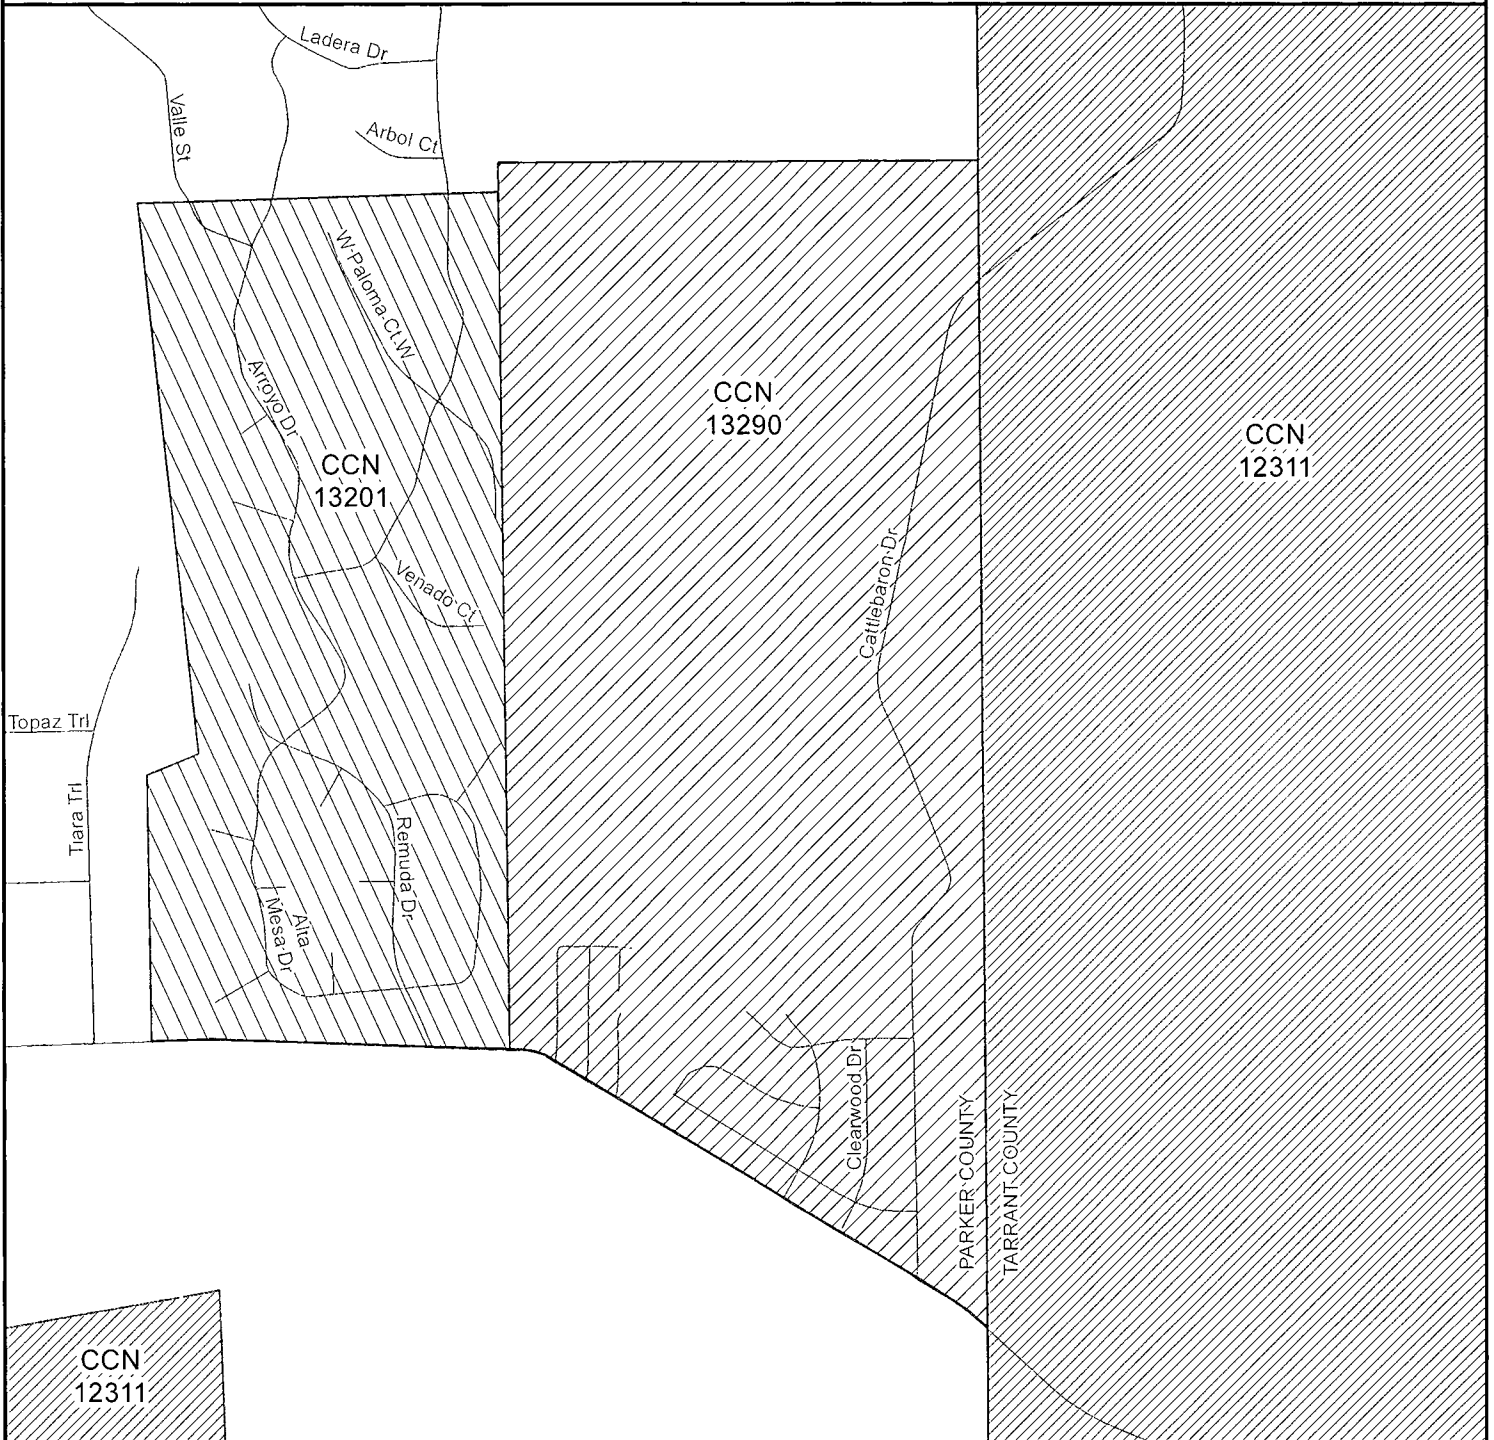 Ladera Dr
Valle St
Arbol Ct
W Paloma Ct W
Arroyo Dr
CCN
13290
CCN
12311
CCN
13201
Cattlebaron Dr
Venado Ct
Topaz Trl
Tiara Trl
Remuda Dr
Alta
Mesa Dr
Clearwood Dr
PARKER COUNTY
TARRANT COUNTY
CCN
12311